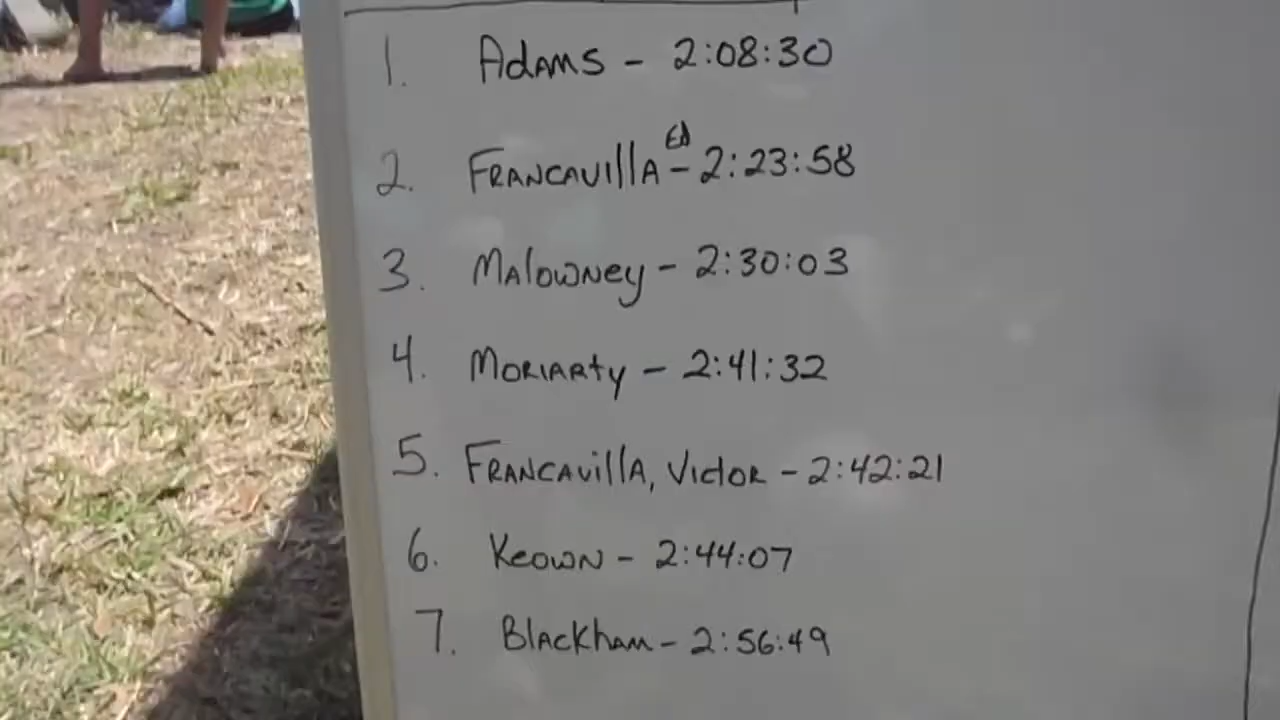 1. Adams - 2:08:30
2. Francavilla Ed - 2:23:58
3. Malowney - 2:30:03
4. Moriarty - 2:41:32
5. Francavilla, Victor - 2:42:21
6. Keown - 2:44:07
7. Blackham - 2:56:49